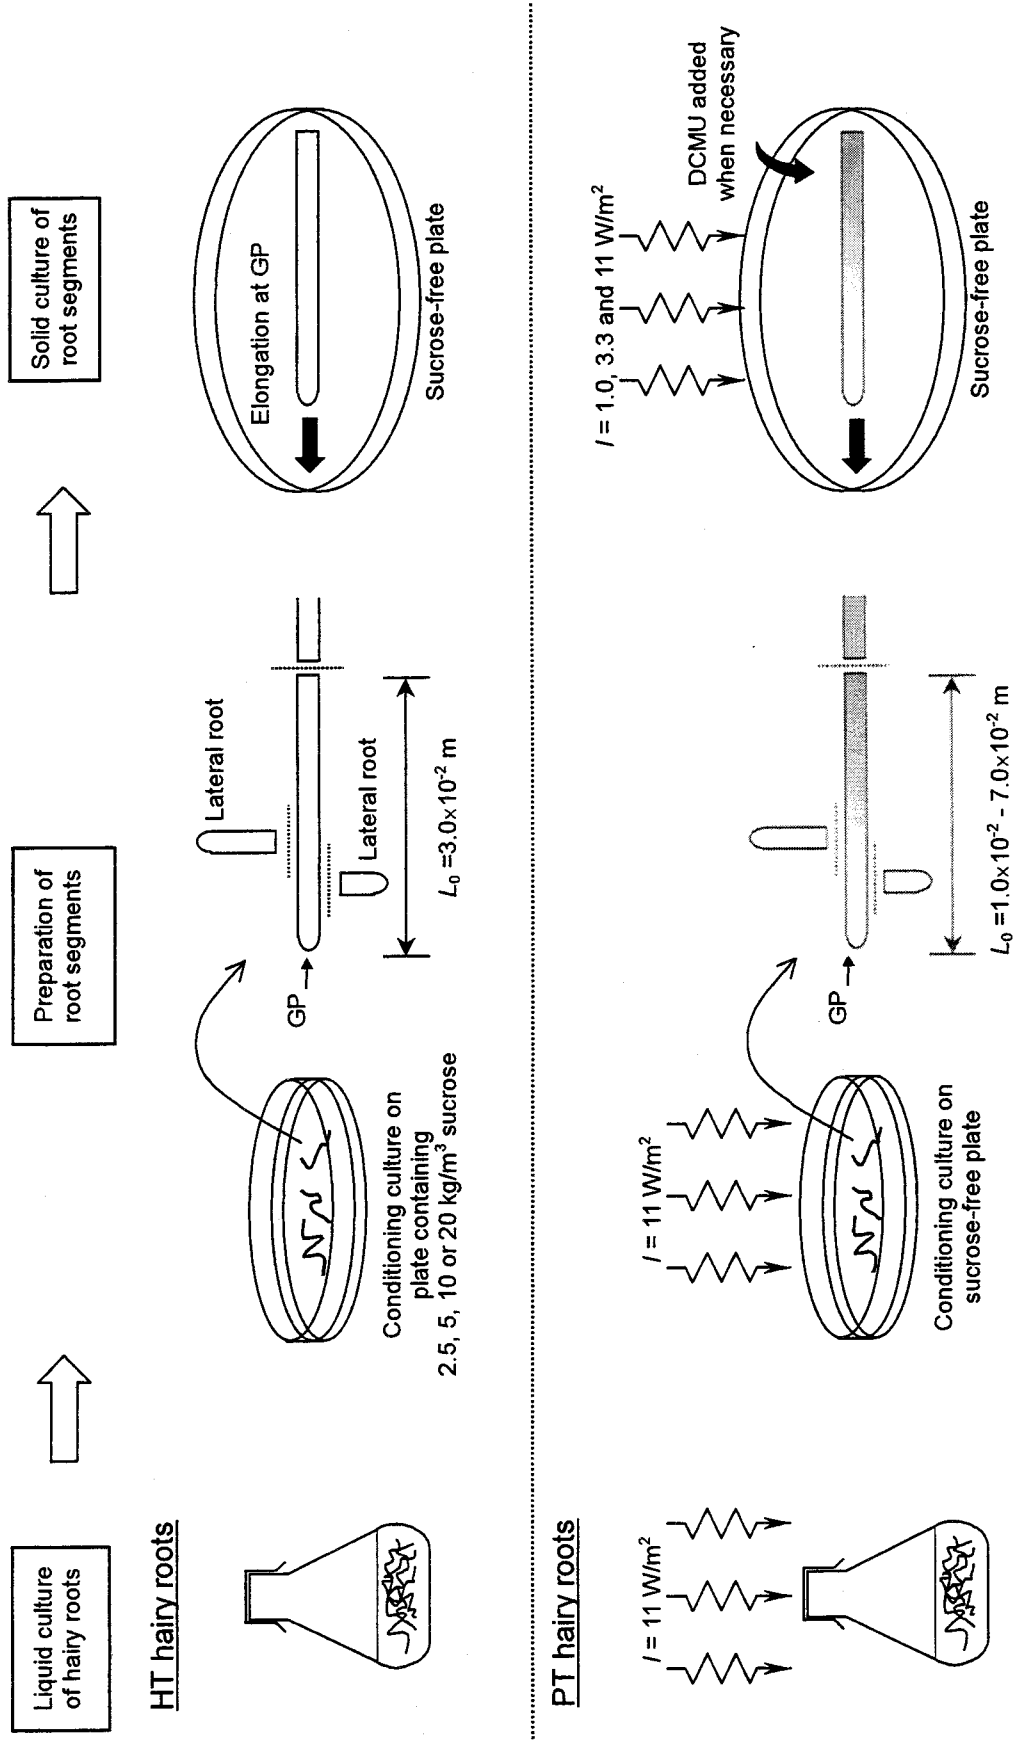 Liquid culture
of hairy roots
Preparation of
root segments
Solid culture of
root segments
HT hairy roots
Conditioning culture on
plate containing
2.5, 5, 10 or 20 kg/m³ sucrose
GP
Lateral root
Lateral root
L₀ =3.0×10⁻² m
Elongation at GP
Sucrose-free plate
PT hairy roots
I = 11 W/m²
I = 11 W/m²
Conditioning culture on
sucrose-free plate
GP
L₀ =1.0×10⁻² - 7.0×10⁻² m
I = 1.0, 3.3 and 11 W/m²
DCMU added
when necessary
Sucrose-free plate